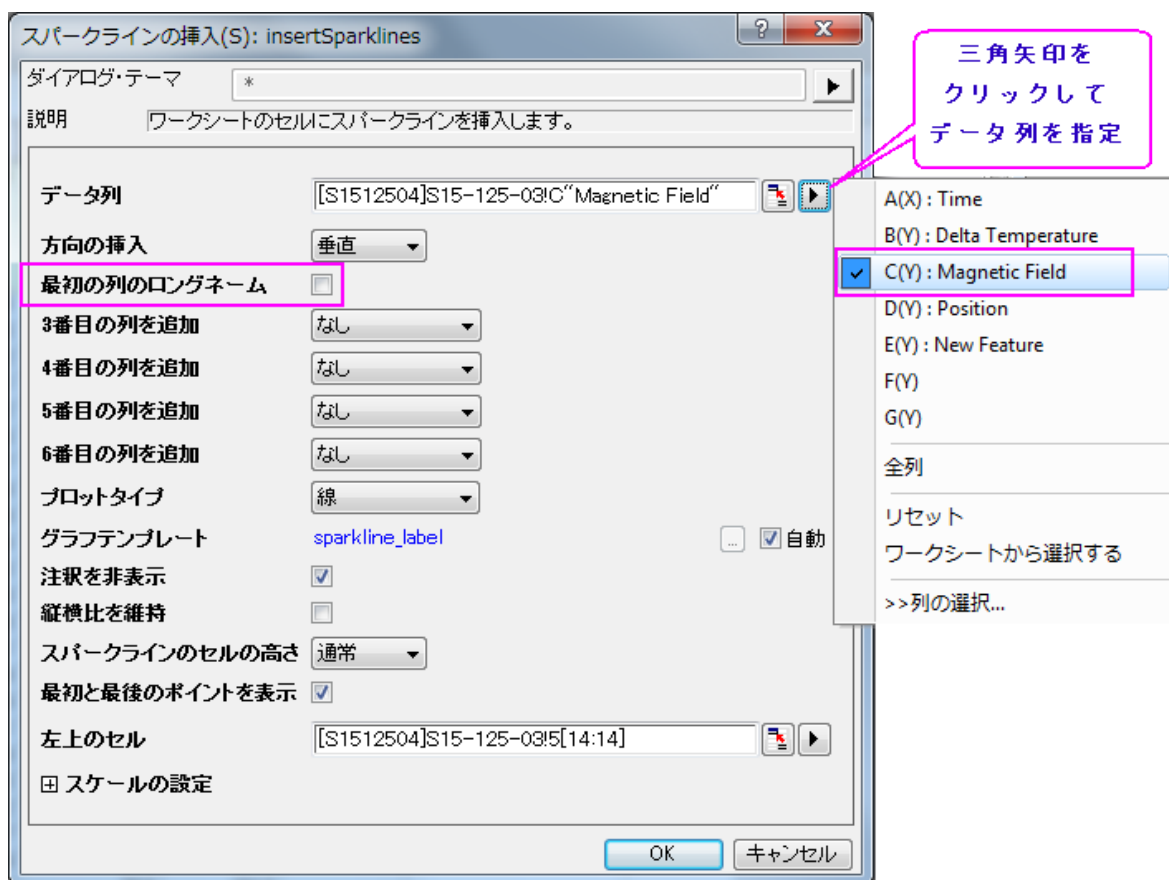 スパークラインの挿入(S): insertSparklines
ダイアログ・テーマ
*
説明
ワークシートのセルにスパークラインを挿入します。
三角矢印を
クリックして
データ列を指定
データ列
[S1512504]S15-125-03!C"Magnetic Field"
方向の挿入
垂直
最初の列のロングネーム
3番目の列を追加
なし
4番目の列を追加
なし
5番目の列を追加
なし
6番目の列を追加
なし
プロットタイプ
線
グラフテンプレート
sparkline_label
...
自動
注釈を非表示
縦横比を維持
スパークラインのセルの高さ
通常
最初と最後のポイントを表示
左上のセル
[S1512504]S15-125-03!5[14:14]
スケールの設定
OK
キャンセル
A(X) : Time
B(Y) : Delta Temperature
C(Y) : Magnetic Field
D(Y) : Position
E(Y) : New Feature
F(Y)
G(Y)
全列
リセット
ワークシートから選択する
>>列の選択...